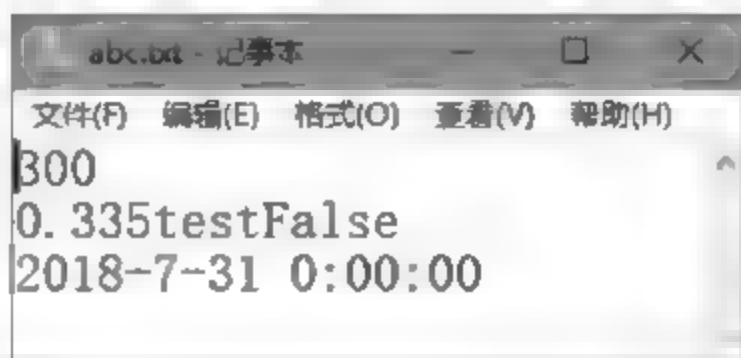 abc.txt - 记事本
文件(F) 编辑(E) 格式(O) 查看(V) 帮助(H)
300
0.335testFalse
2018-7-31 0:00:00